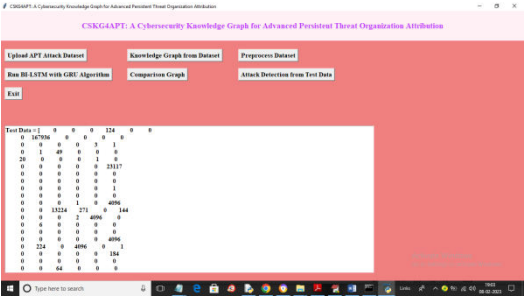 CSKG4APT: A Cybersecurity Knowledge Graph for Advanced Persistent Threat Organization Attribution
CSKG4APT: A Cybersecurity Knowledge Graph for Advanced Persistent Threat Organization Attribution
Upload APT Attack Dataset Knowledge Graph from Dataset Preprocess Dataset
Run BI-LSTM with GRU Algorithm Comparison Graph Attack Detection from Test Data
Exit
Test Data = [ 0 0 0 124 0 0
0 167936 0 0 0 0
0 0 0 0 3 1
0 1 49 0 0 0
20 0 0 0 1 0
0 0 0 0 0 23117
0 0 0 0 0 0
0 0 0 0 0 0
0 0 0 0 0 1
0 0 0 0 0 0
0 0 0 1 0 4096
0 0 13224 271 0 144
0 0 0 2 4096 0
0 6 0 0 0 0
0 0 0 0 0 0
0 0 0 0 0 4096
0 224 0 4096 0 1
0 0 0 0 0 184
0 0 0 0 0 0
0 0 64 0 0 0
Type here to search Links 19:03
09-02-2023